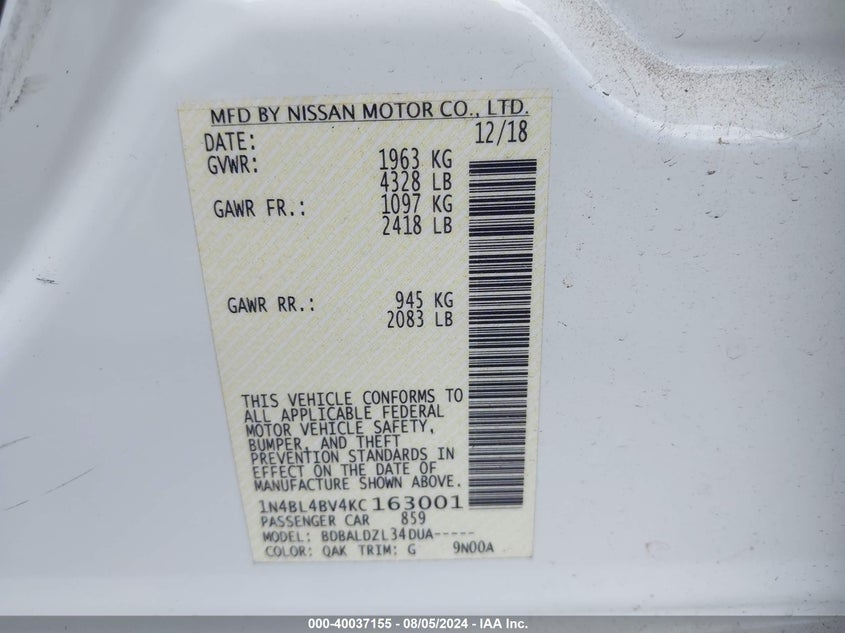 MFD BY NISSAN MOTOR CO., LTD.
DATE: 12/18
GVWR: 1963 KG
4328 LB
GAWR FR.: 1097 KG
2418 LB
GAWR RR.: 945 KG
2083 LB
THIS VEHICLE CONFORMS TO
ALL APPLICABLE FEDERAL
MOTOR VEHICLE SAFETY,
BUMPER, AND THEFT
PREVENTION STANDARDS IN
EFFECT ON THE DATE OF
MANUFACTURE SHOWN ABOVE.
1N4BL4BV4KC163001
PASSENGER CAR 859
MODEL: BDBALDZL34DUA-----
COLOR: QAK TRIM: G 9N00A
000-40037155 - 08/05/2024 - IAA Inc.